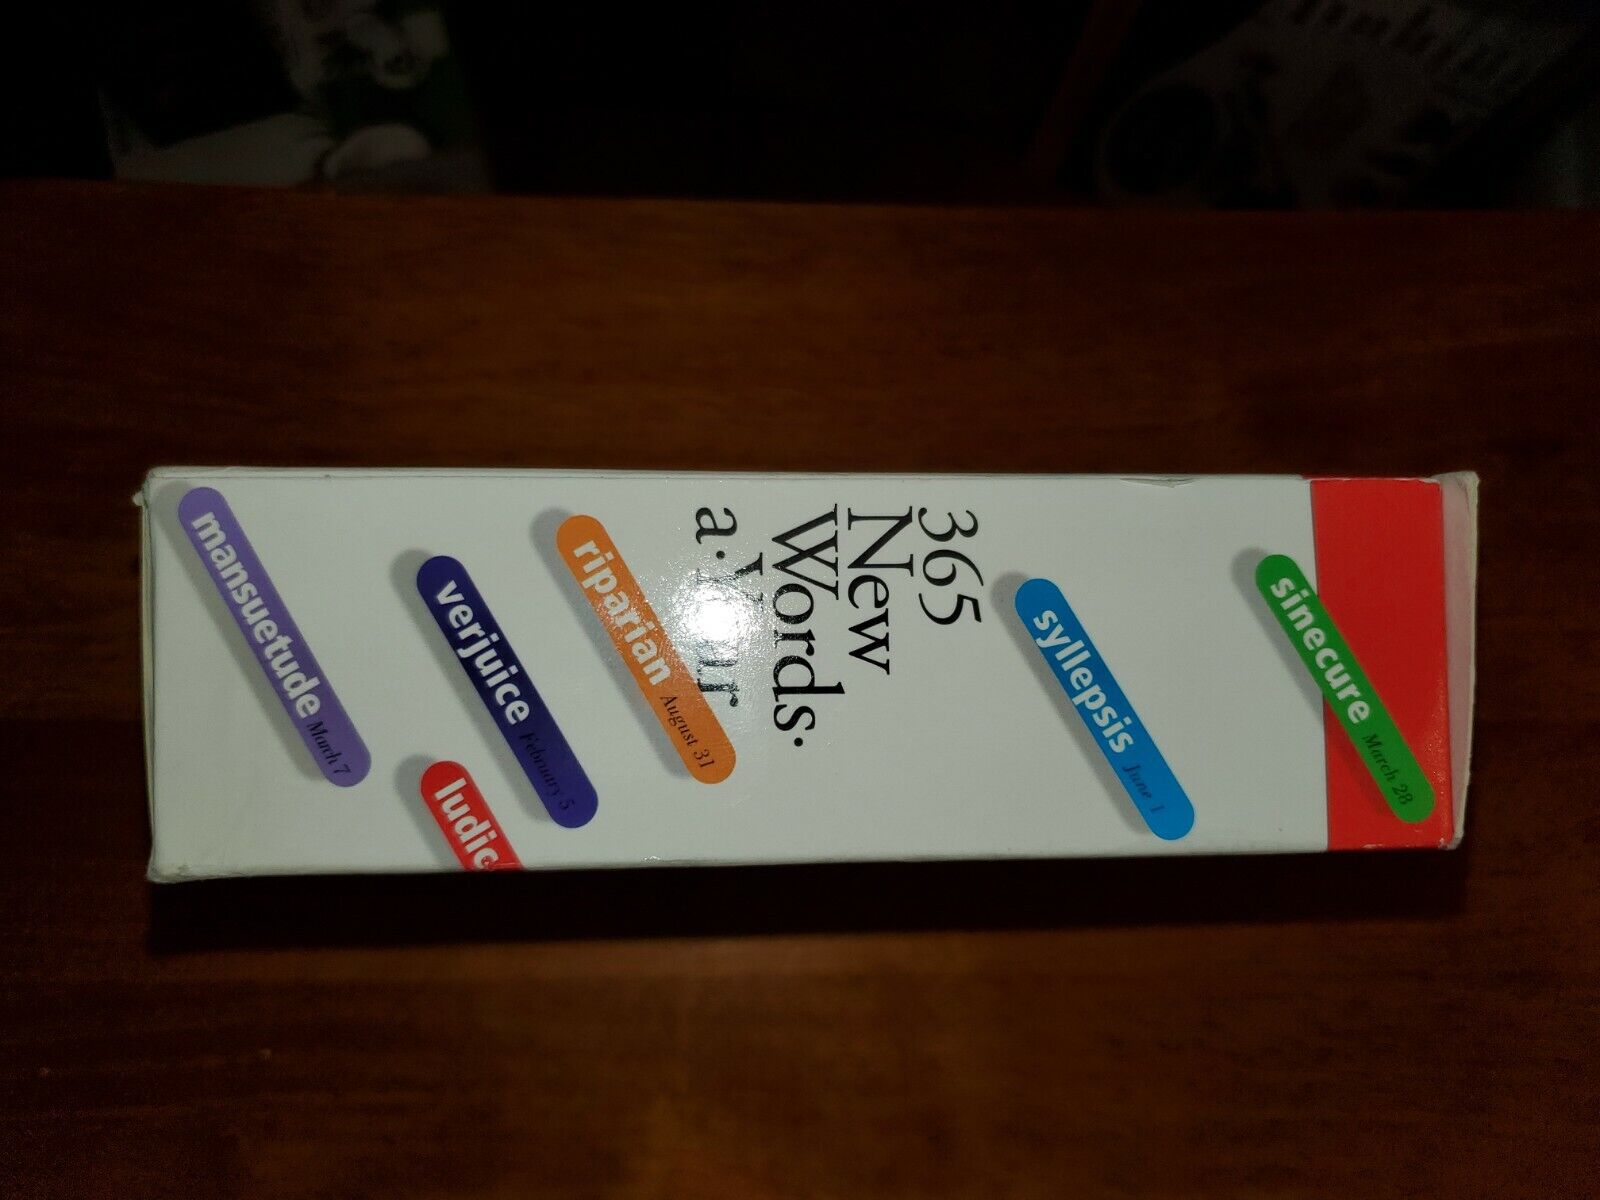 sinecure March 28
syllepsis June 1
365
New
Words·
a·Year
riparian August 31
verjuice February 5
ludic
mansuetude March 7